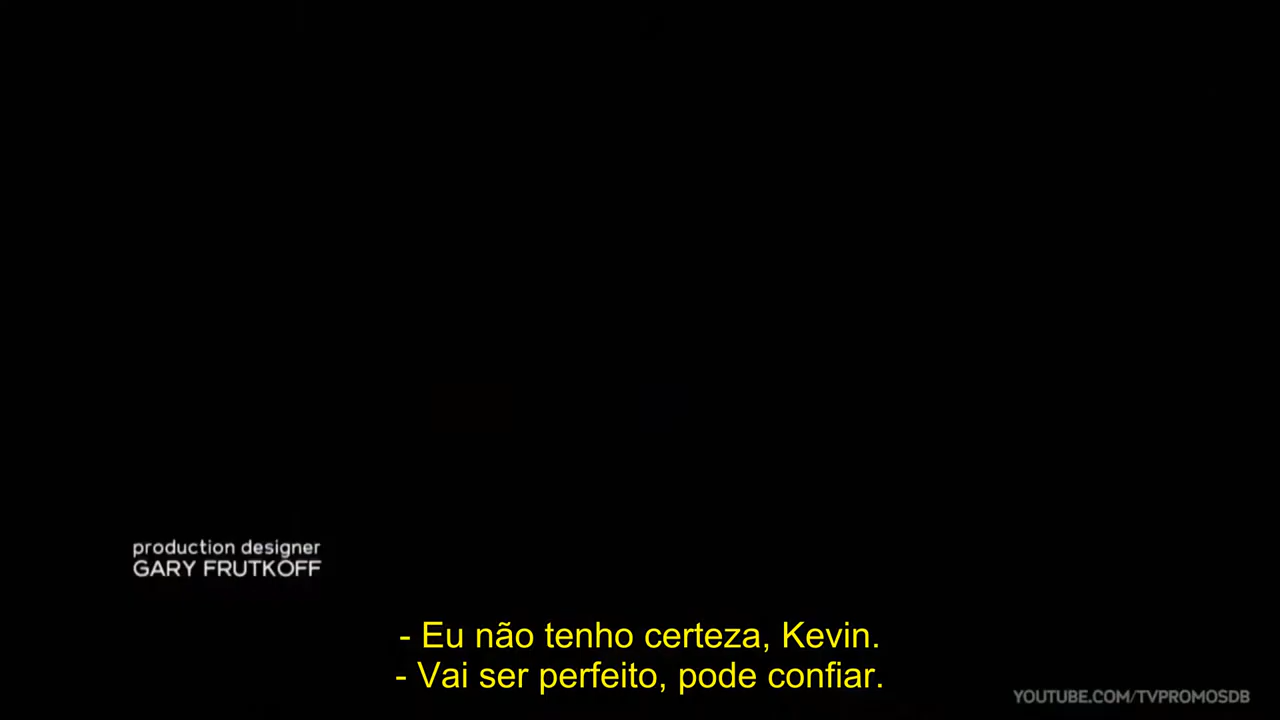 production designer
GARY FRUTKOFF
- Eu não tenho certeza, Kevin.
- Vai ser perfeito, pode confiar.
YOUTUBE.COM/TVPROMOSDB